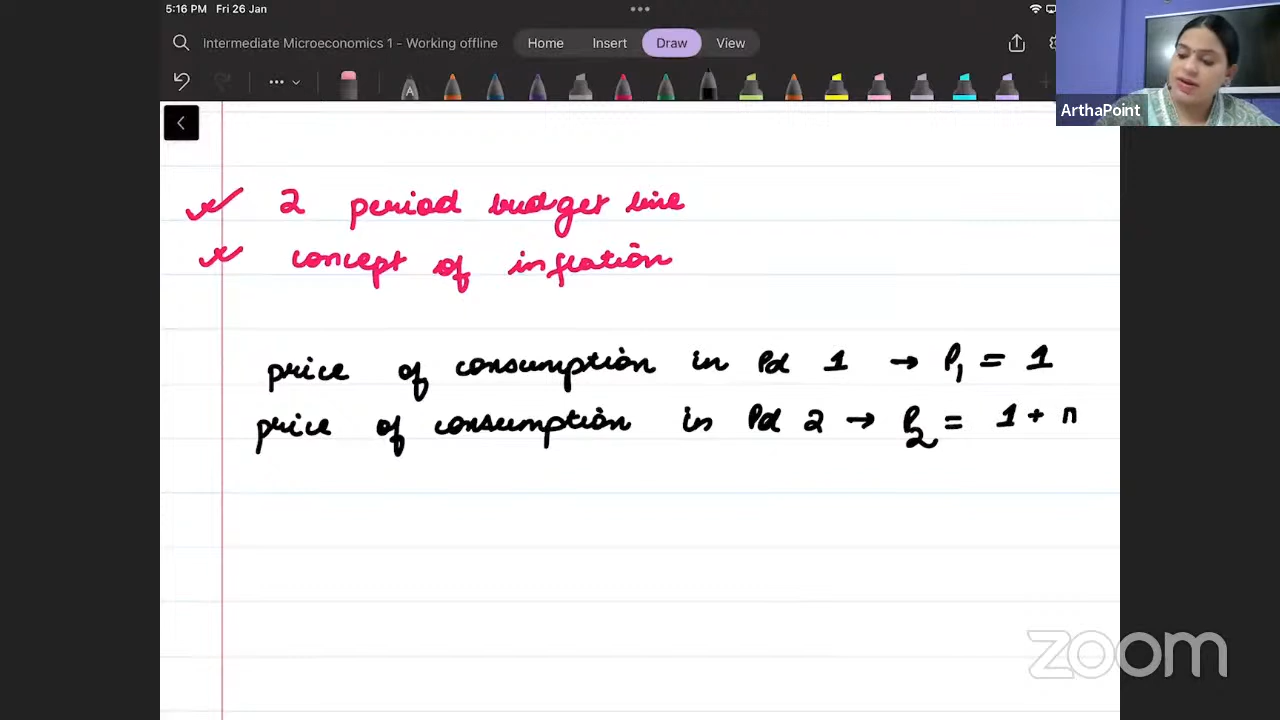 5:16 PM Fri 26 Jan
Intermediate Microeconomics 1 - Working offline Home Insert Draw View
A
ArthaPoint
2 period budget line
concept of inflation
price of consumption in Pd 1 → P₁ = 1
price of consumption in Pd 2 → P₂ = 1 + π
zoom